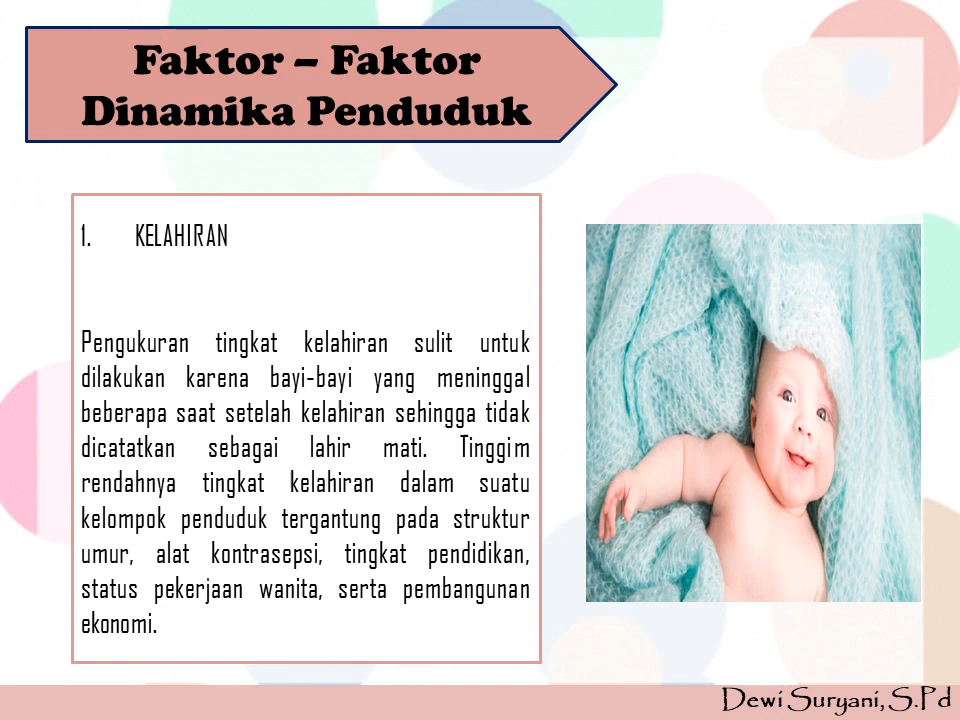 Faktor – Faktor
Dinamika Penduduk
1. KELAHIRAN
Pengukuran tingkat kelahiran sulit untuk
dilakukan karena bayi-bayi yang meninggal
beberapa saat setelah kelahiran sehingga tidak
dicatatkan sebagai lahir mati. Tinggim
rendahnya tingkat kelahiran dalam suatu
kelompok penduduk tergantung pada struktur
umur, alat kontrasepsi, tingkat pendidikan,
status pekerjaan wanita, serta pembangunan
ekonomi.
Dewi Suryani, S.Pd